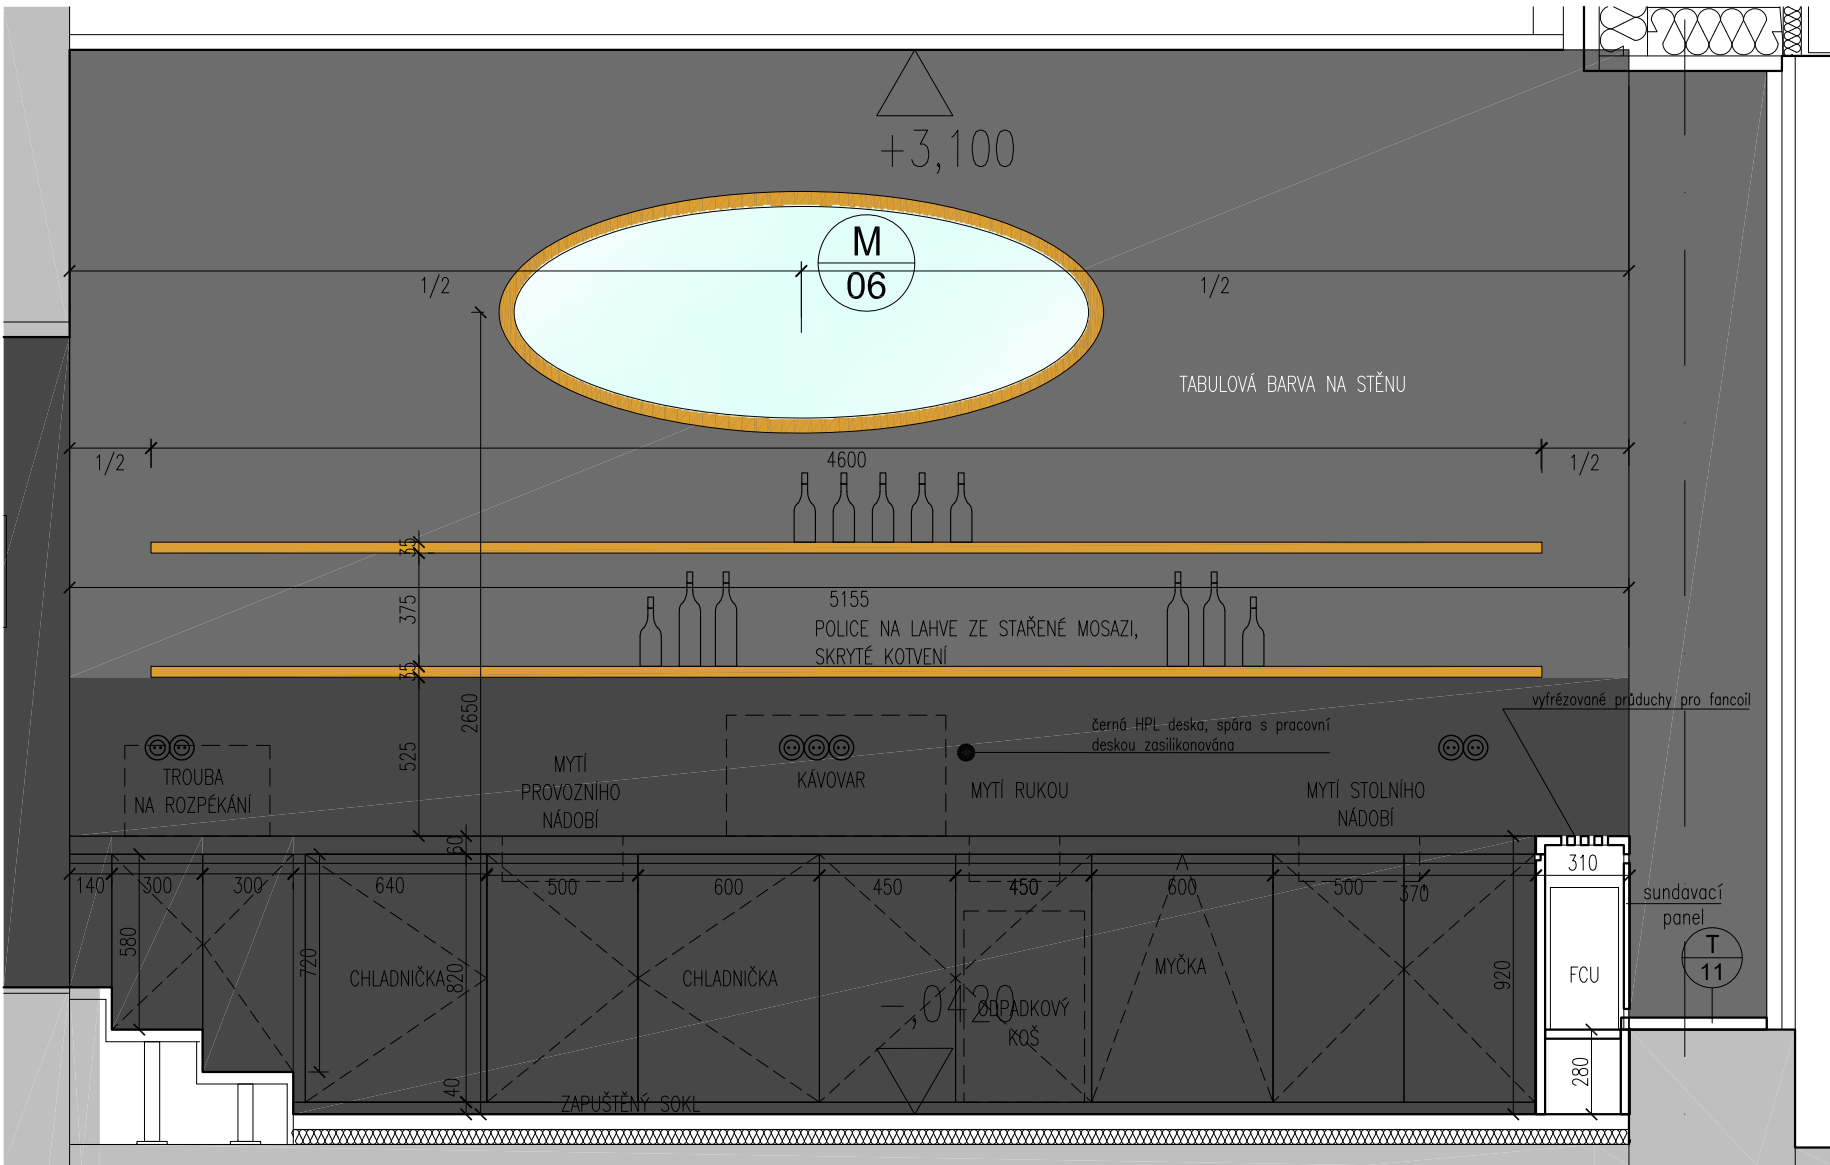 +3,100
M
06
1/2
1/2
TABULOVÁ BARVA NA STĚNU
1/2
4600
1/2
35
375
5155
POLICE NA LAHVE ZE STAŘENÉ MOSAZI,
SKRYTÉ KOTVENÍ
35
2650
525
vyfrézované průduchy pro fancoil
černá HPL deska, spára s pracovní
deskou zasilikonována
TROUBA
NA ROZPÉKÁNÍ
MYTÍ
PROVOZNÍHO
NÁDOBÍ
KÁVOVAR
MYTÍ RUKOU
MYTÍ STOLNÍHO
NÁDOBÍ
60
140
300
300
640
500
600
450
450
600
500
370
310
sundavací
panel
T
11
580
720
CHLADNIČKA
820
CHLADNIČKA
MYČKA
920
FCU
-,0420
ODPADKOVÝ
KOŠ
280
40
ZAPUŠTĚNÝ SOKL